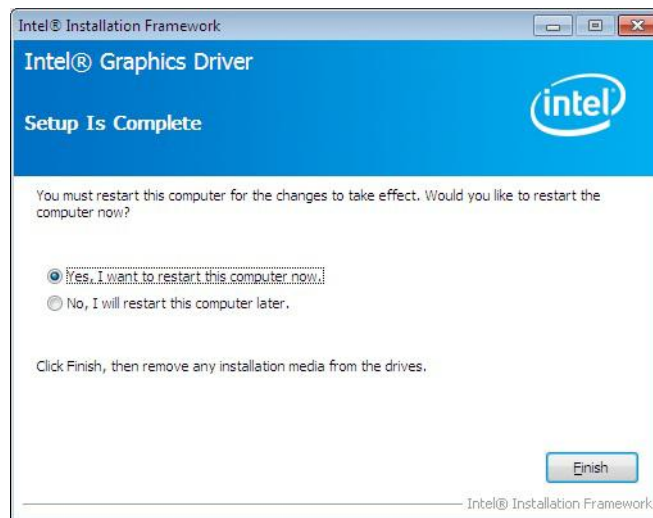 Intel® Installation Framework
Intel® Graphics Driver
Setup Is Complete
intel
You must restart this computer for the changes to take effect. Would you like to restart the
computer now?
Yes, I want to restart this computer now.
No, I will restart this computer later.
Click Finish, then remove any installation media from the drives.
Finish
Intel® Installation Framework